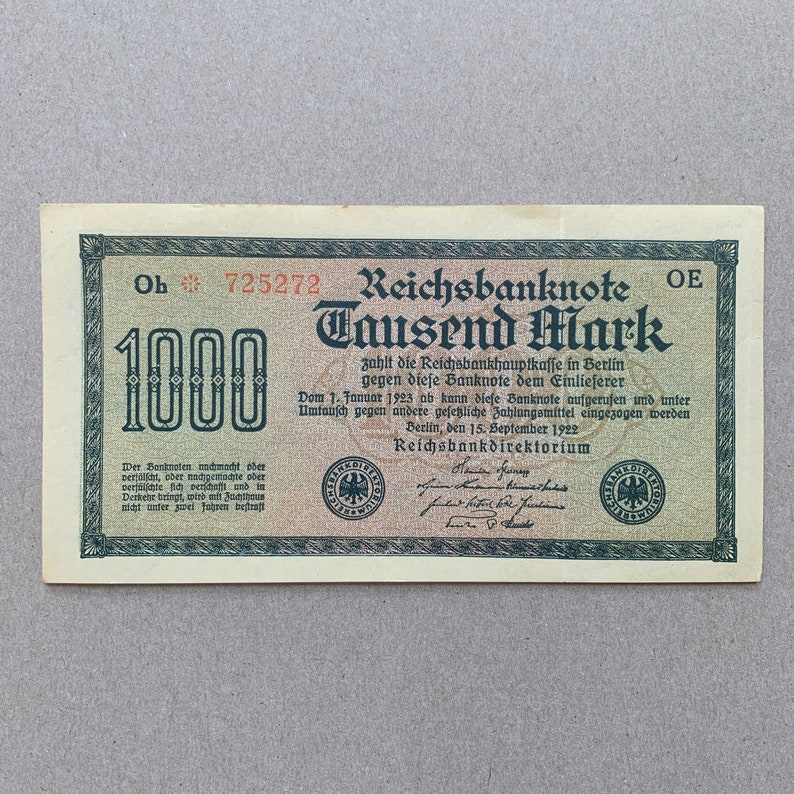 Ob * 725272
Reichsbanknote
OE
Tausend Mark
1000
zahlt die Reichsbankhauptkasse in Berlin
gegen diese Banknote dem Einlieferer
Vom 1. Januar 1923 ab kann diese Banknote aufgerufen und unter
Umtausch gegen andere gesetzliche Zahlungsmittel eingezogen werden
Berlin, den 15. September 1922
Reichsbankdirektorium
Wer Banknoten nachmacht oder
verfälscht, oder nachgemachte oder
verfälschte sich verschafft und in
Verkehr bringt, wird mit Zuchthaus
nicht unter zwei Jahren bestraft
REICHSBANKDIREKTORIUM
REICHSBANKDIREKTORIUM